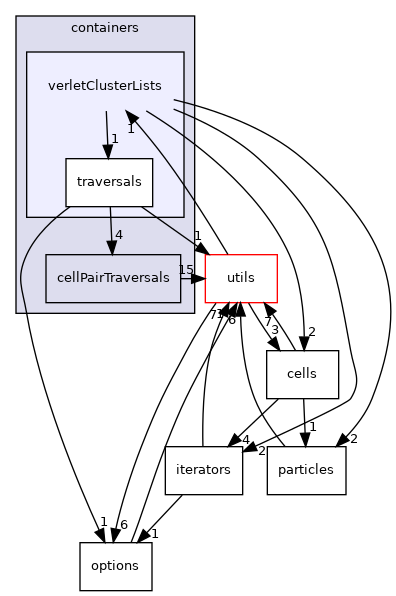 containers
verletClusterLists
1
1
traversals
4
1
cellPairTraversals
15
utils
7
6
7
3
2
cells
4
1
2
2
iterators
particles
1
6
1
options